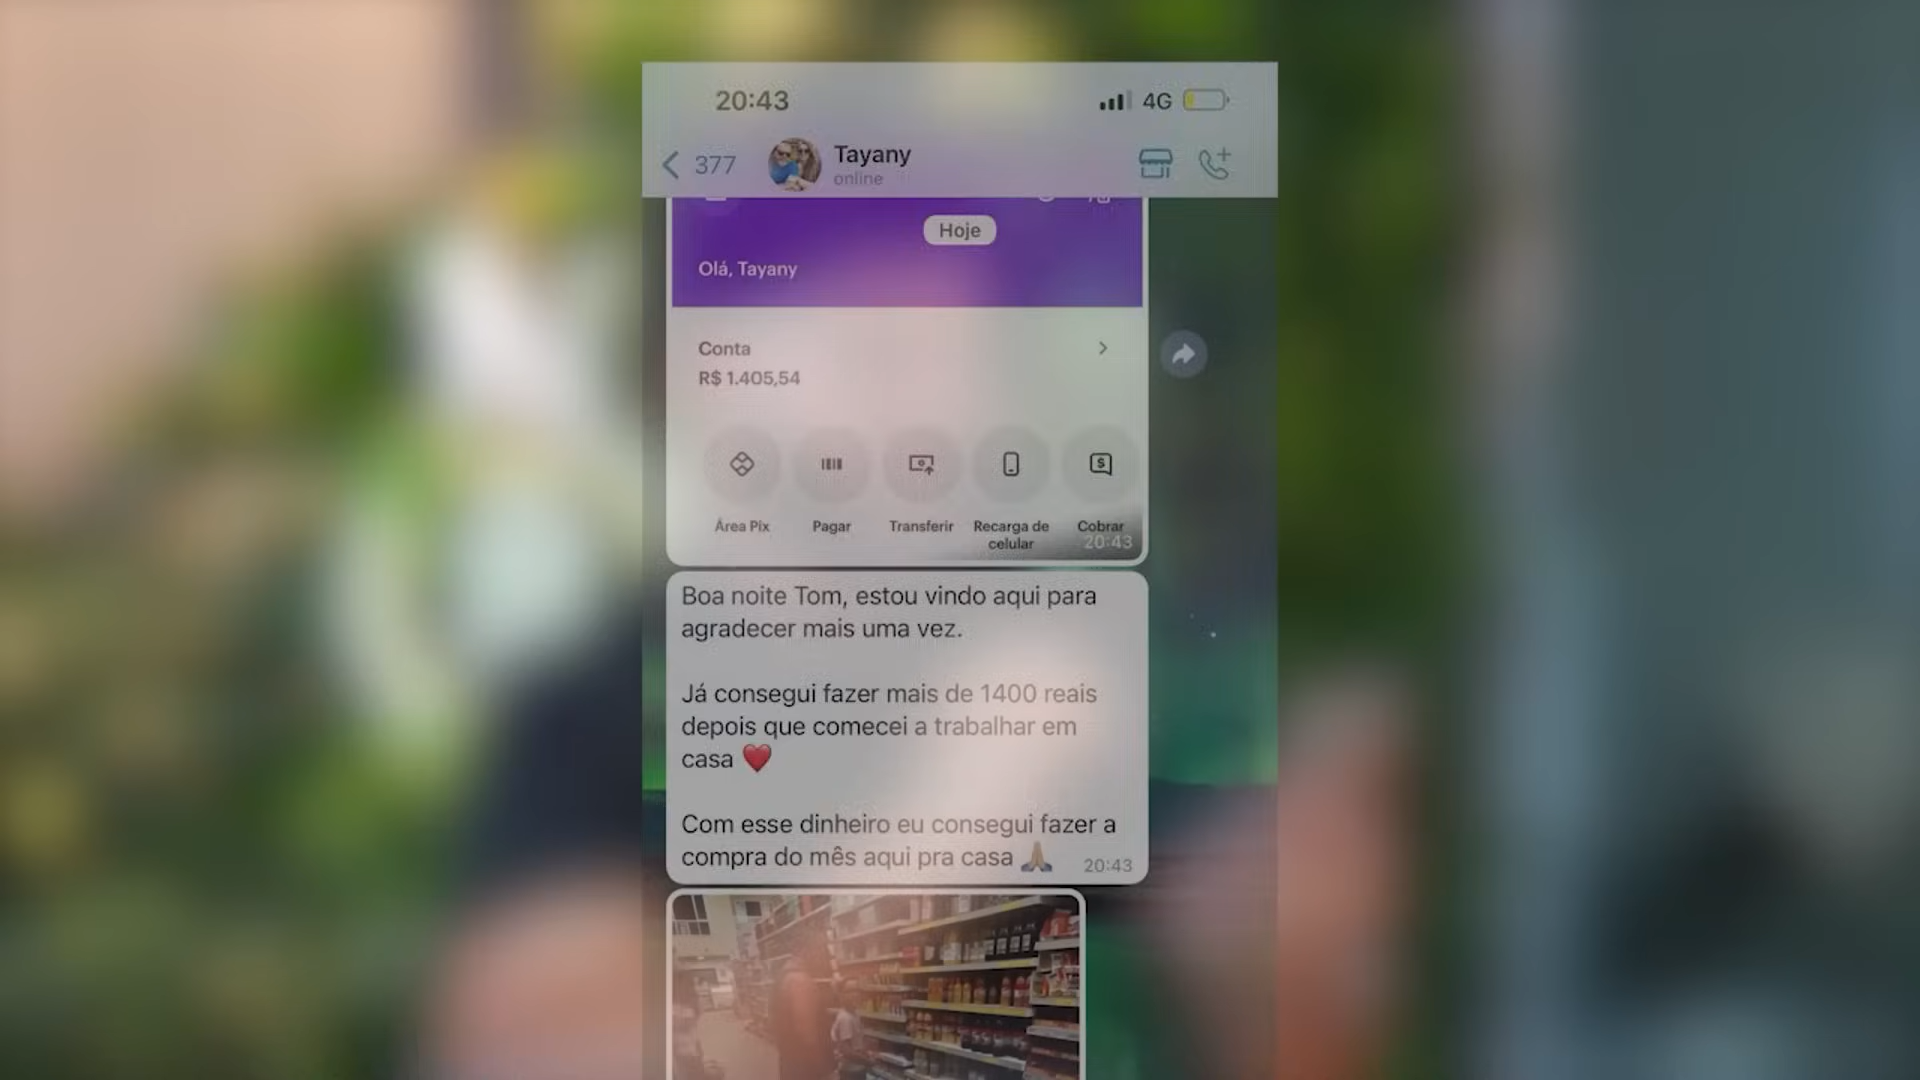 20:43
4G
377
Tayany
online
Hoje
Olá, Tayany
Conta
R$ 1.405,54
Área Pix
Pagar
Transferir
Recarga de
celular
Cobrar
20:43
Boa noite Tom, estou vindo aqui para
agradecer mais uma vez.
Já consegui fazer mais de 1400 reais
depois que comecei a trabalhar em
casa ❤️
Com esse dinheiro eu consegui fazer a
compra do mês aqui pra casa 🙏🏼
20:43